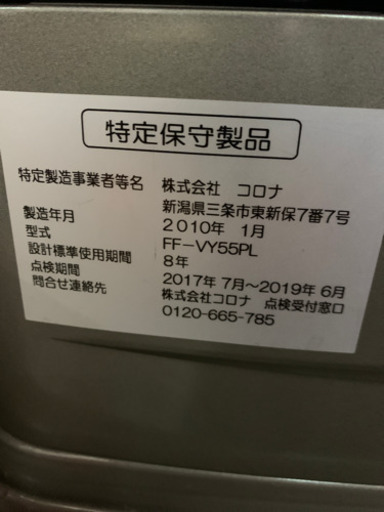 特定保守製品
特定製造事業者等名 株式会社 コロナ
新潟県三条市東新保7番7号
製造年月 2010年 1月
型式 FF-VY55PL
設計標準使用期間 8年
点検期間 2017年 7月～2019年 6月
問合せ連絡先 株式会社コロナ 点検受付窓口
0120-665-785